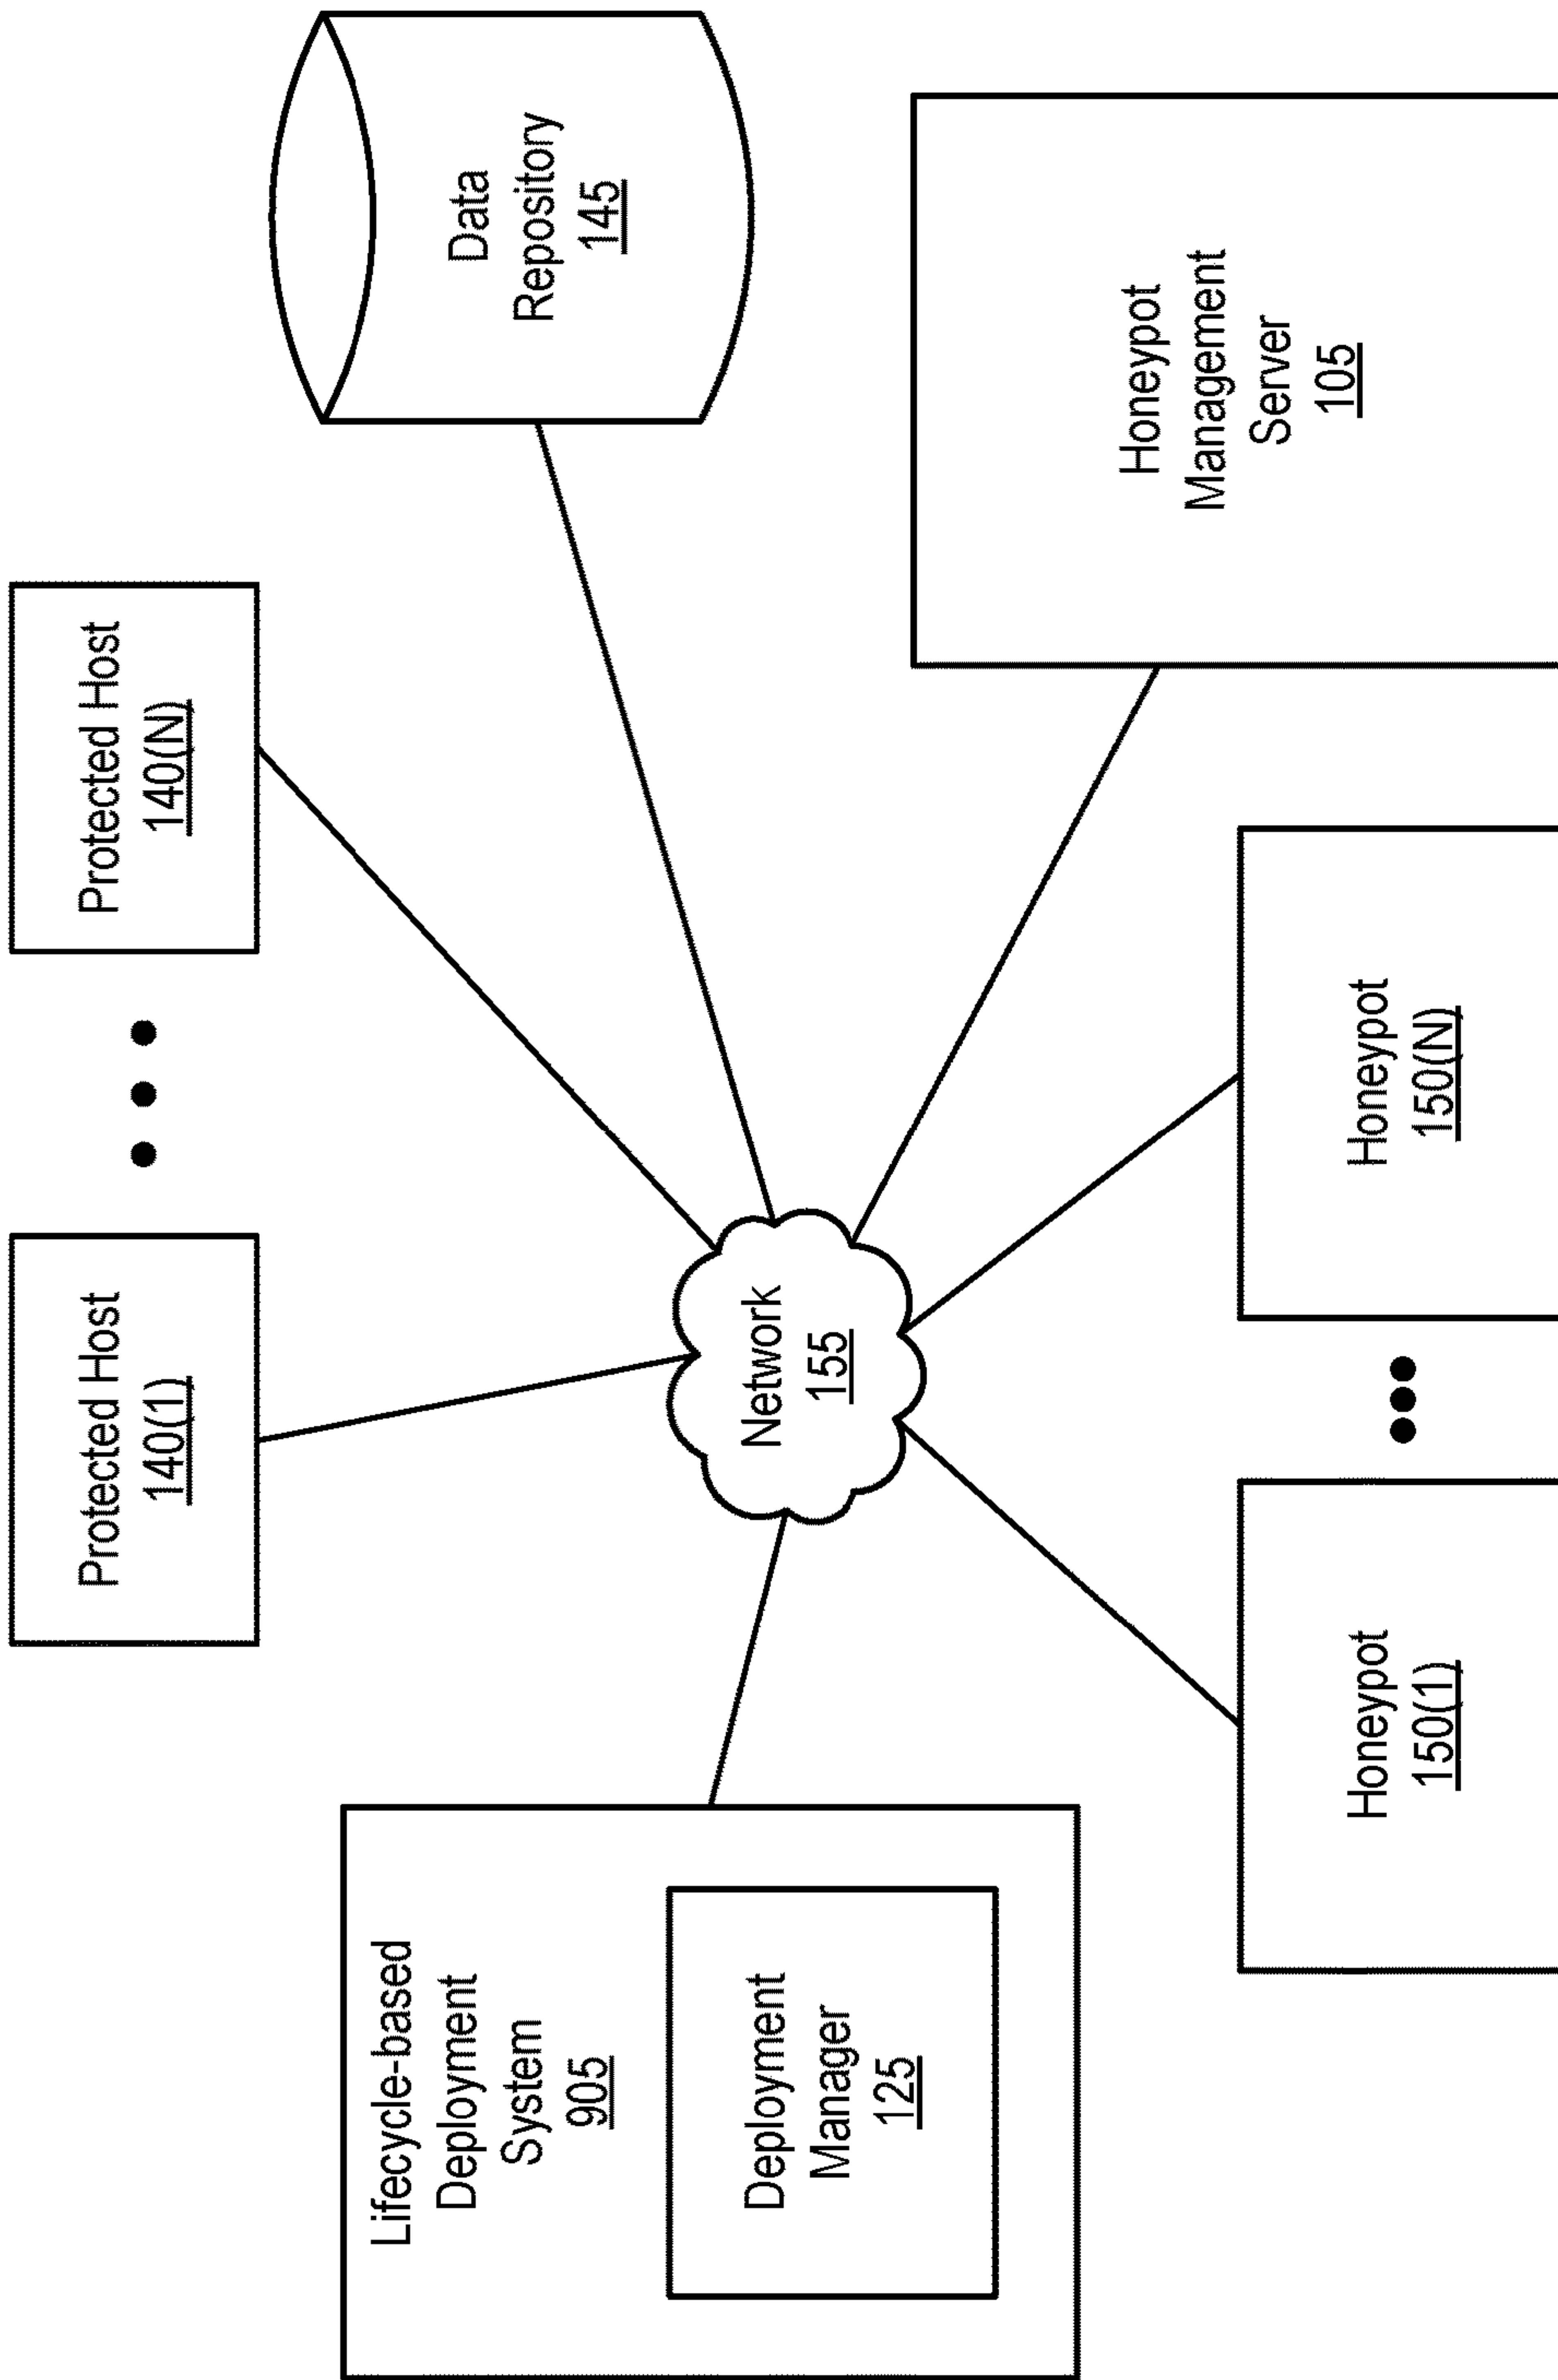 Protected Host
140(1)
Protected Host
140(N)
Data
Repository
145
Lifecycle-based
Deployment
System
905
Deployment
Manager
125
Network
155
Honeypot
Management
Server
105
Honeypot
150(1)
Honeypot
150(N)